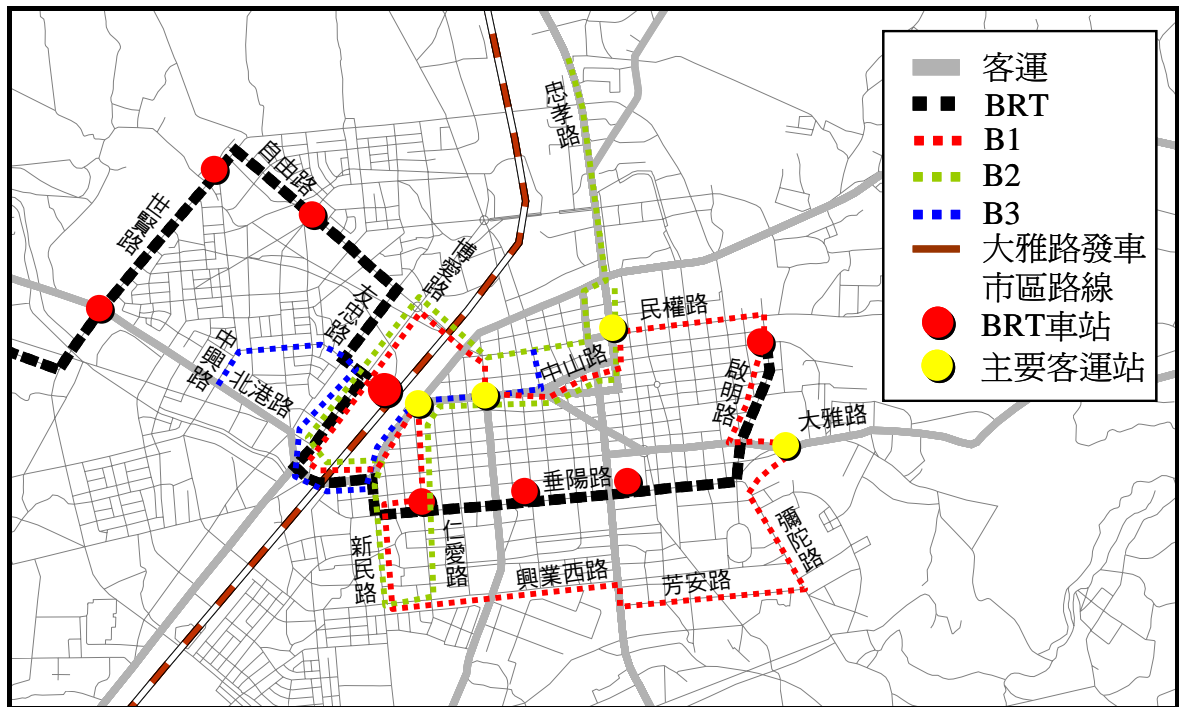 客運
BRT
B1
B2
B3
大雅路發車
市區路線
BRT車站
主要客運站
忠孝路
自由路
世賢路
博愛路
友忠路
民權路
中興路
北港路
中山路
啟明路
大雅路
垂陽路
彌陀路
新民路
仁愛路
興業西路
芳安路